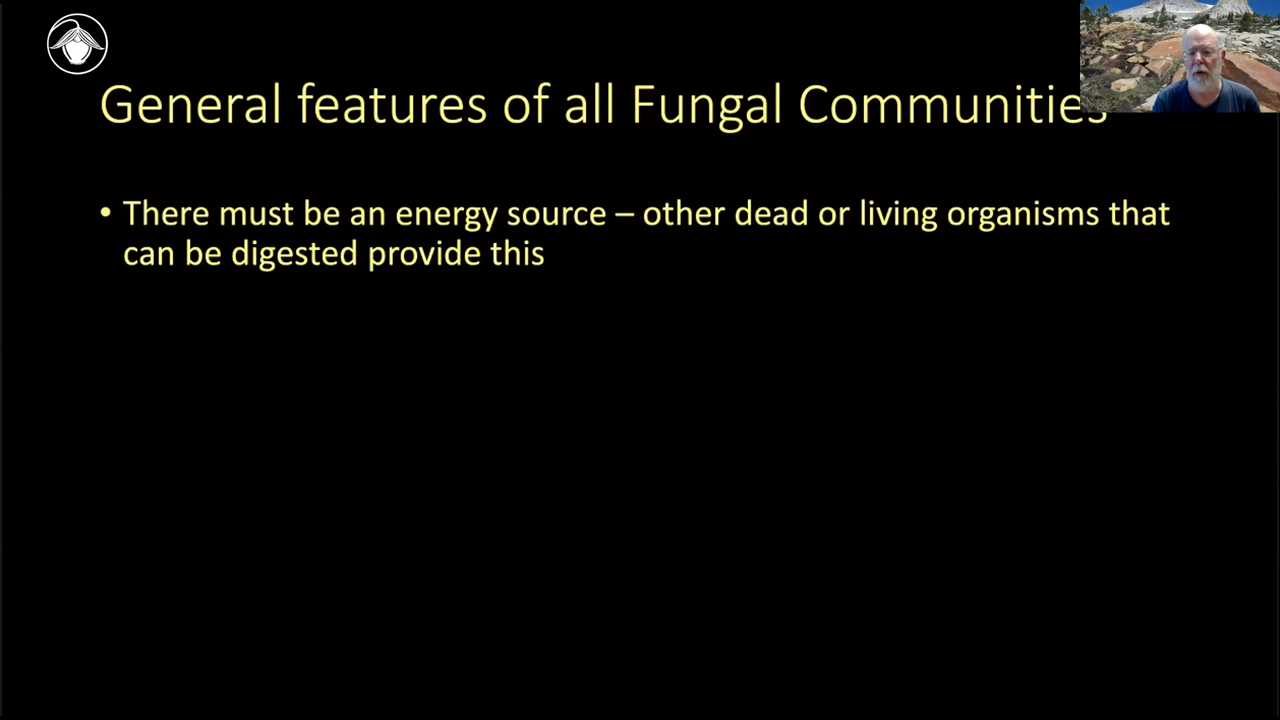 General features of all Fungal Communities
• There must be an energy source – other dead or living organisms that
can be digested provide this